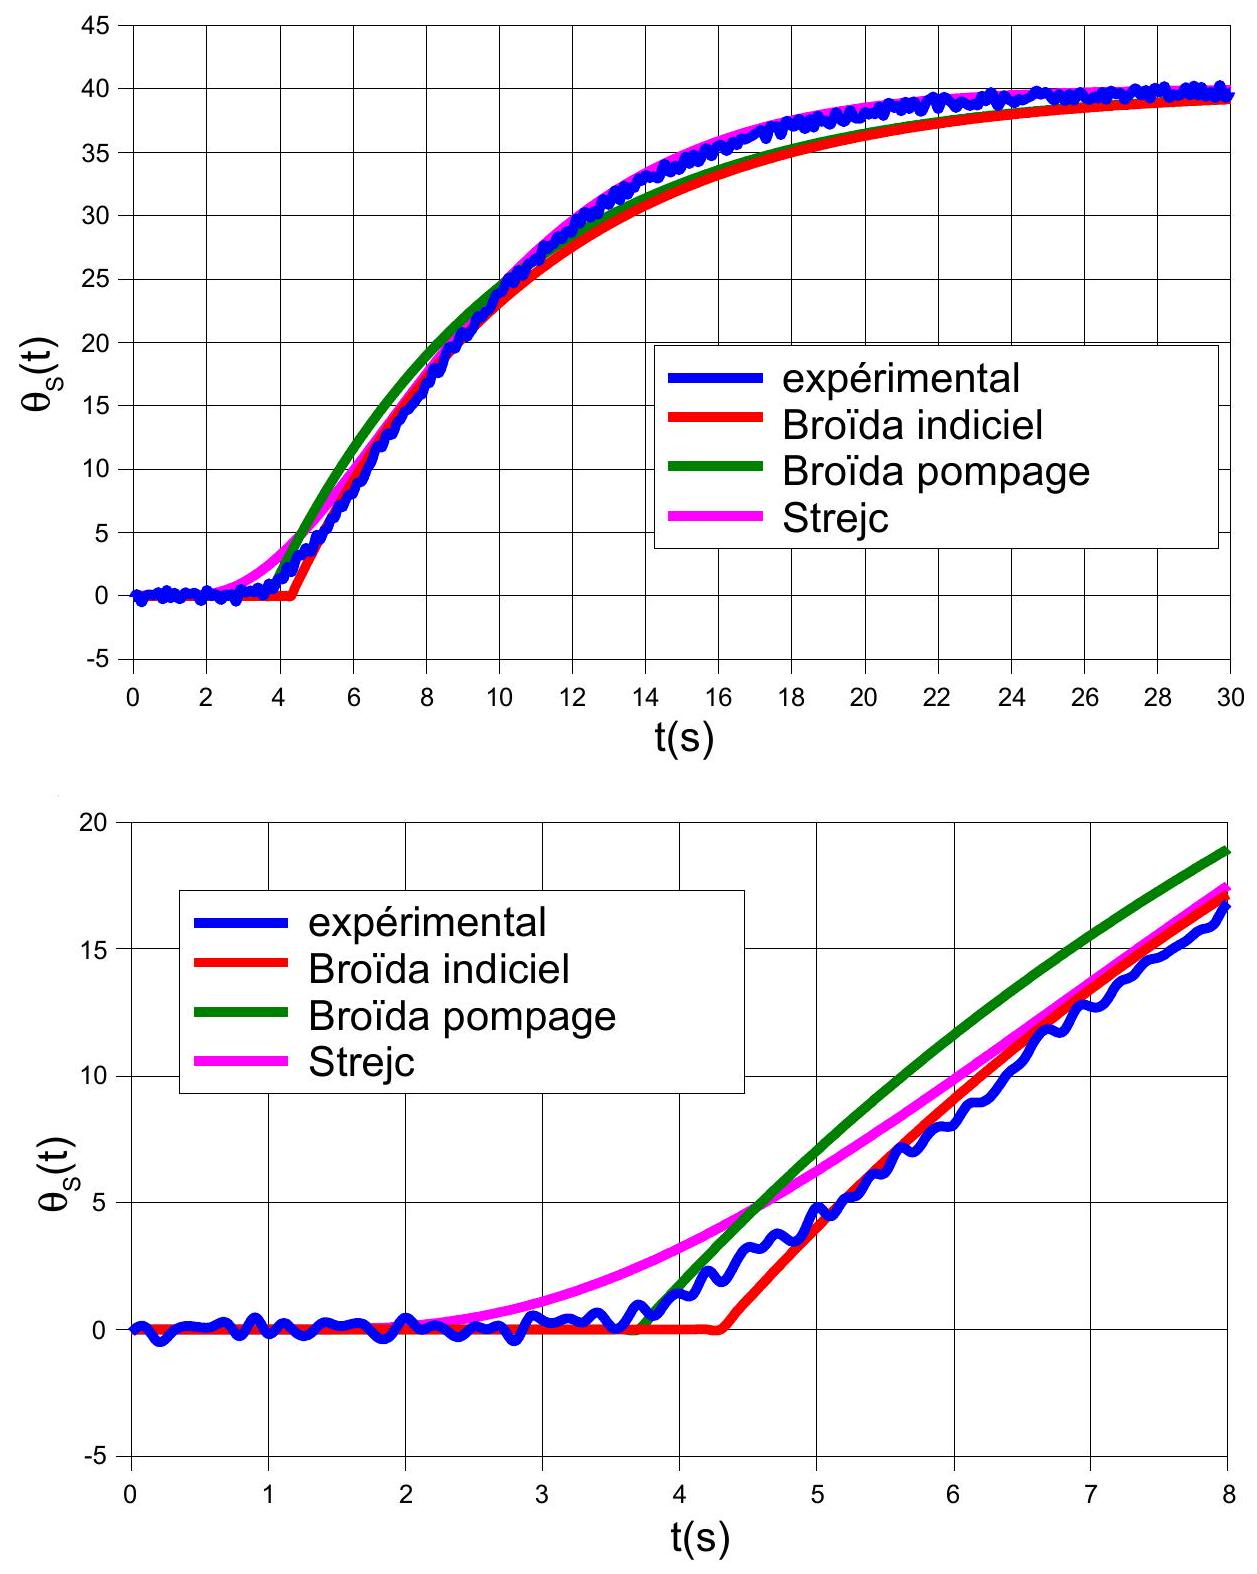 45
40
35
30
25
20
15
10
5
0
-5
θS(t)
expérimental
Broïda indiciel
Broïda pompage
Strejc
0 2 4 6 8 10 12 14 16 18 20 22 24 26 28 30
t(s)
20
15
10
5
0
-5
θS(t)
expérimental
Broïda indiciel
Broïda pompage
Strejc
0 1 2 3 4 5 6 7 8
t(s)